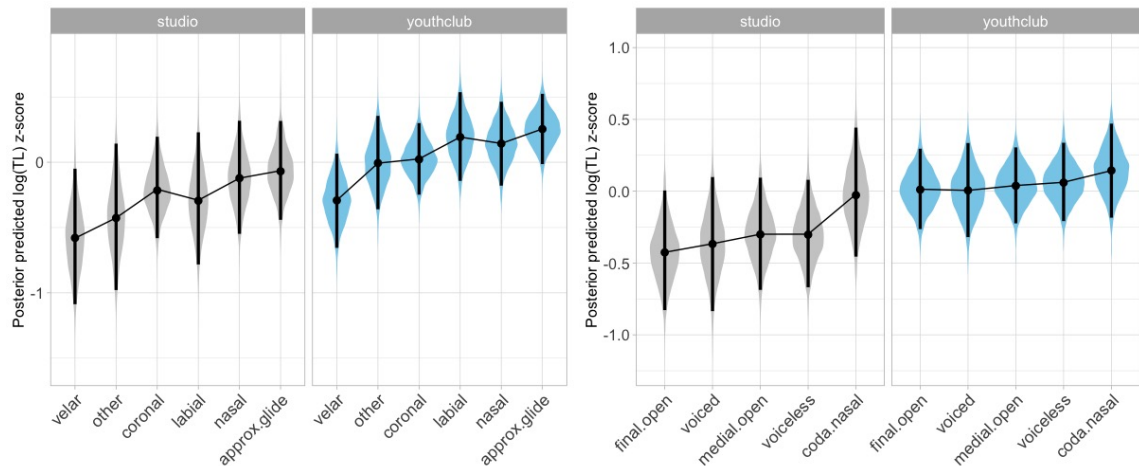 studio youthclub
Posterior predicted log(TL) z-score
0
-1
velar other coronal labial nasal approx.glide velar other coronal labial nasal approx.glide
studio youthclub
Posterior predicted log(TL) z-score
1.0
0.5
0.0
-0.5
-1.0
final.open voiced medial.open voiceless coda.nasal final.open voiced medial.open voiceless coda.nasal